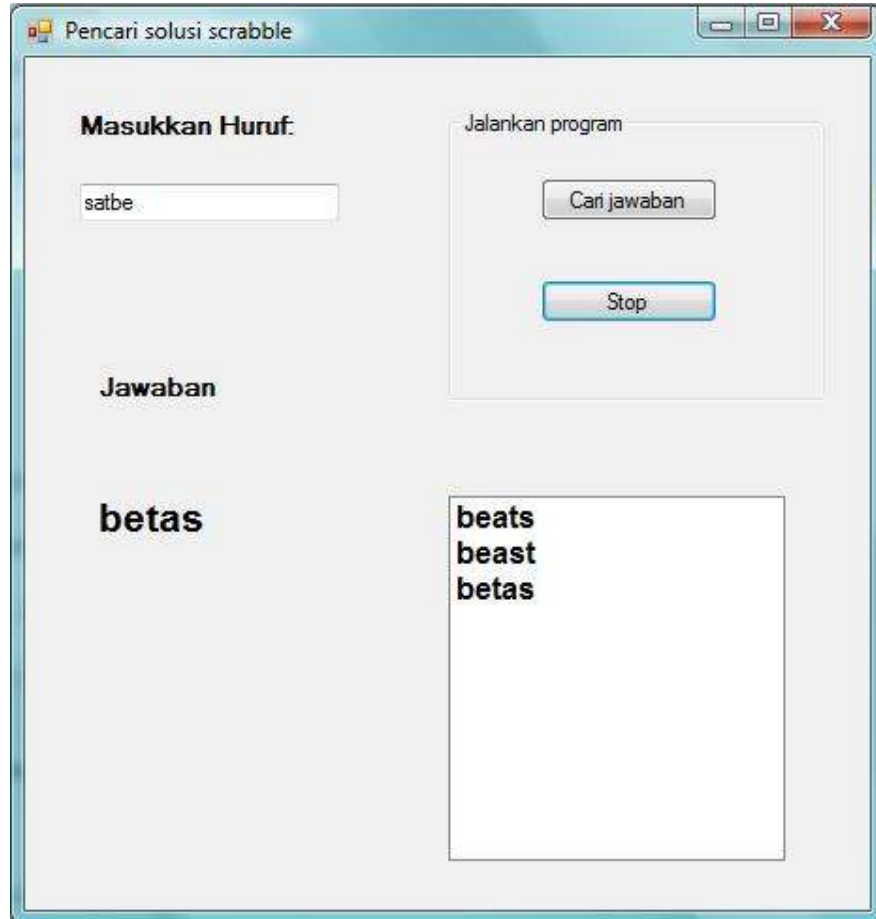 Pencari solusi scrabble
Masukkan Huruf:
satbe
Jalankan program
Cari jawaban
Stop
Jawaban
betas
beats
beast
betas